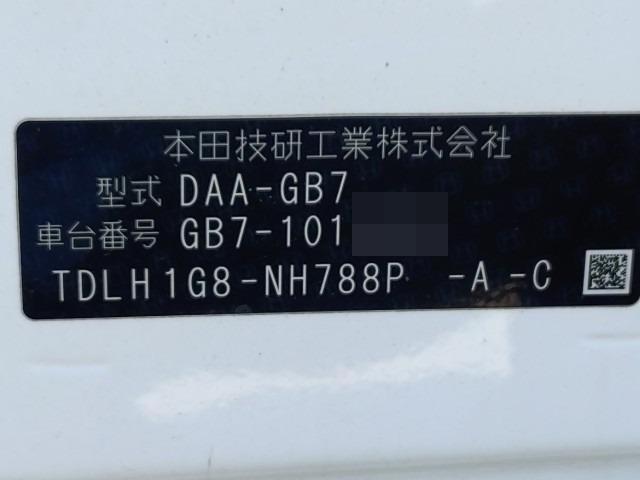 本田技研工業株式会社
型式 DAA-GB7
車台番号 GB7-101
TDLH1G8-NH788P -A -C